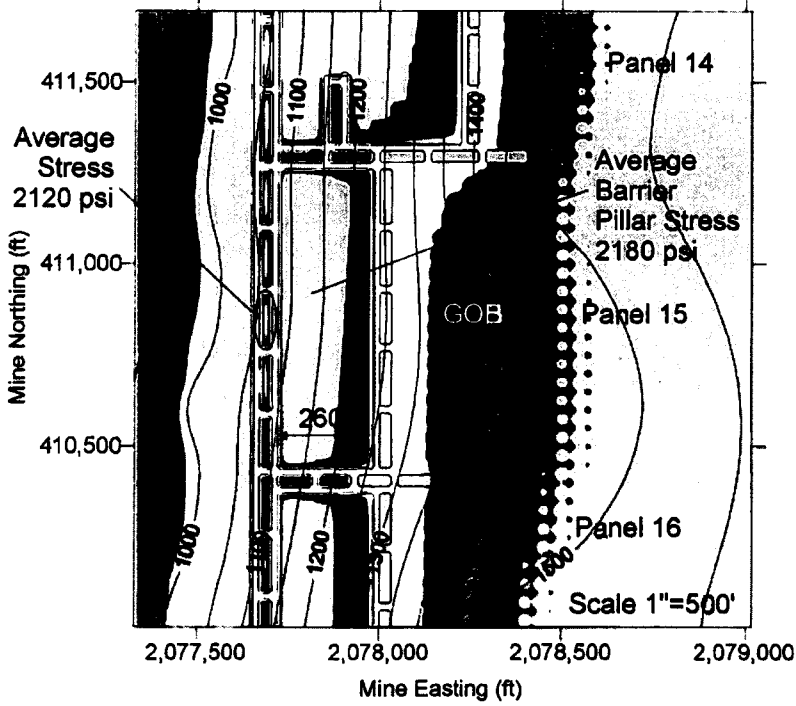 411,500
411,000
410,500
Mine Northing (ft)
Average
Stress
2120 psi
1000
1100
1200
1400
Panel 14
Average
Barrier
Pillar Stress
2180 psi
GOB
Panel 15
260
Panel 16
1000
1200
Scale 1"=500'
2,077,500
2,078,000
2,078,500
2,079,000
Mine Easting (ft)